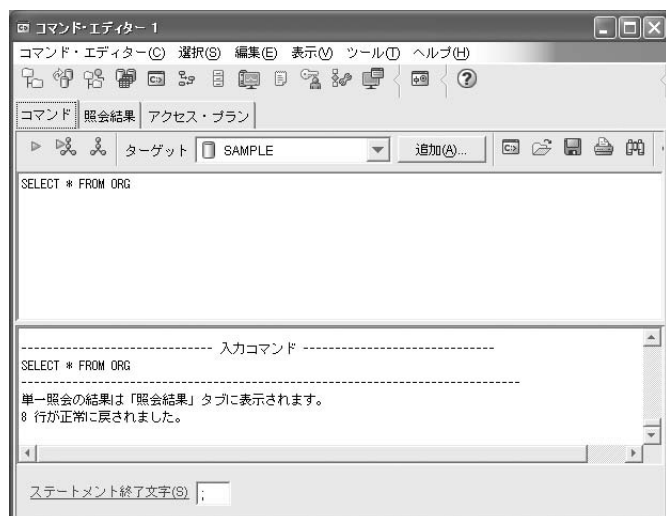 コマンド・エディター 1
コマンド・エディター(C) 選択(S) 編集(E) 表示(V) ツール(T) ヘルプ(H)
コマンド 照会結果 アクセス・プラン
ターゲット SAMPLE 追加(A)...
SELECT * FROM ORG
------------------------------ 入力コマンド ------------------------------
SELECT * FROM ORG
------------------------------------------------------------------------------
単一照会の結果は「照会結果」タブに表示されます。
8 行が正常に戻されました。
ステートメント終了文字(S) ;